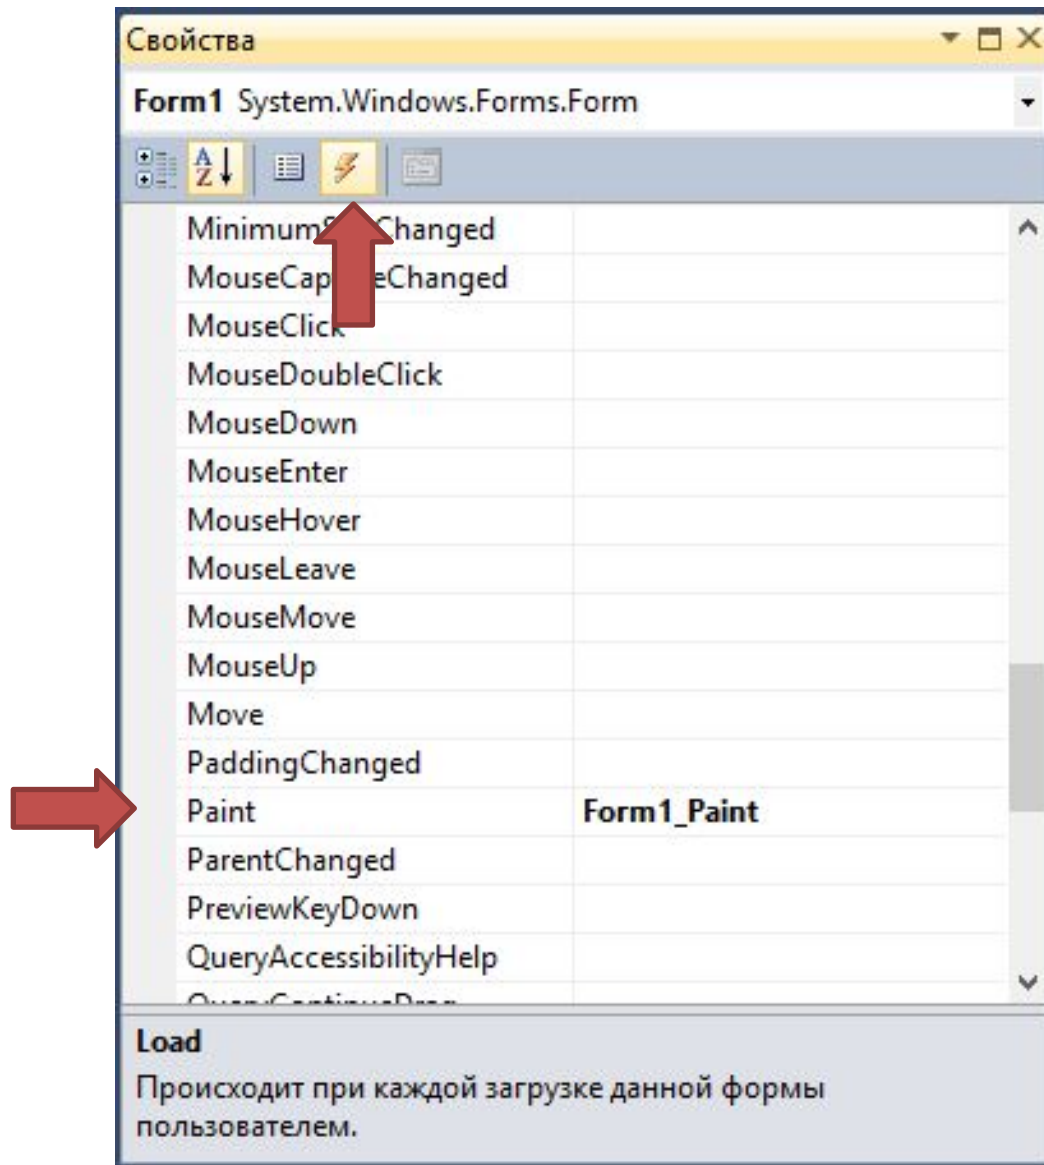 Свойства
Form1 System.Windows.Forms.Form
MouseClick
MouseDoubleClick
MouseDown
MouseEnter
MouseHover
MouseLeave
MouseMove
MouseUp
Move
PaddingChanged
Paint Form1_Paint
ParentChanged
PreviewKeyDown
QueryAccessibilityHelp
Load
Происходит при каждой загрузке данной формы
пользователем.